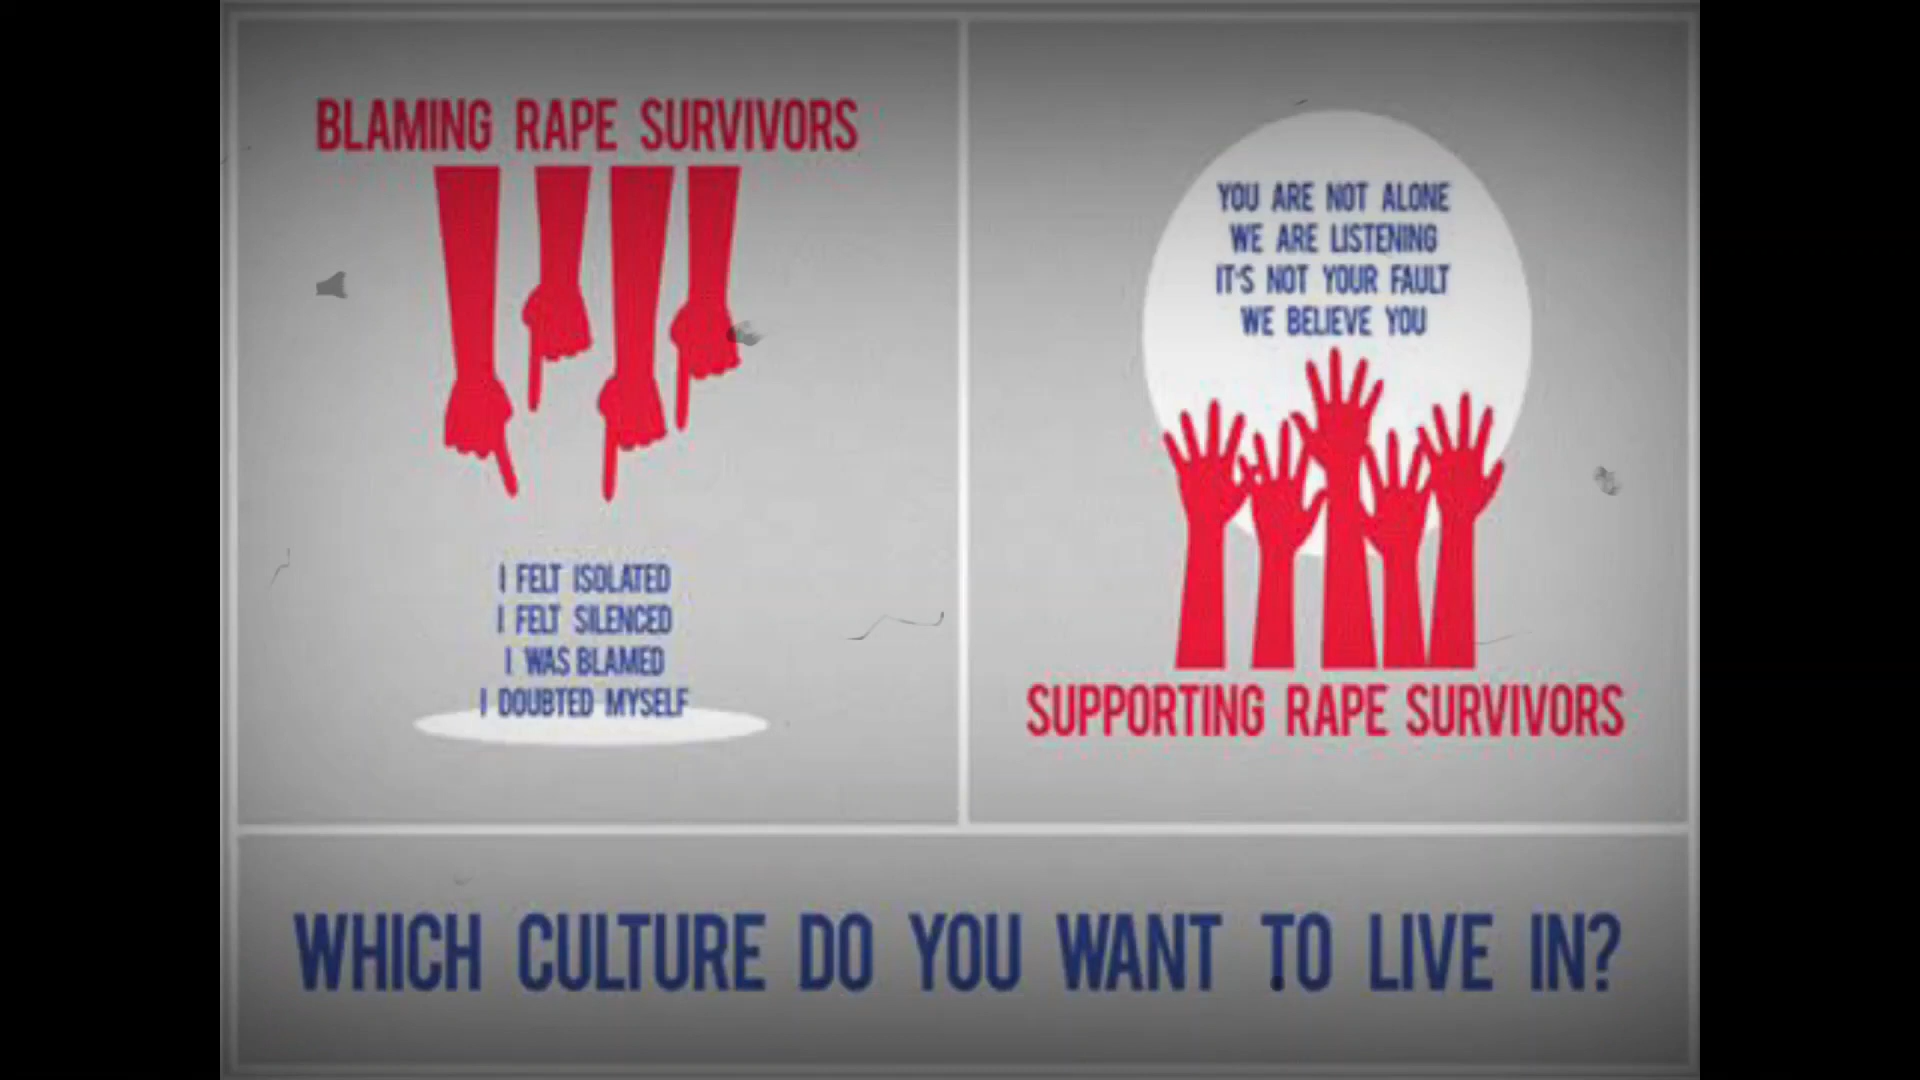 BLAMING RAPE SURVIVORS
I FELT ISOLATED
I FELT SILENCED
I WAS BLAMED
I DOUBTED MYSELF
YOU ARE NOT ALONE
WE ARE LISTENING
IT'S NOT YOUR FAULT
WE BELIEVE YOU
SUPPORTING RAPE SURVIVORS
WHICH CULTURE DO YOU WANT TO LIVE IN?